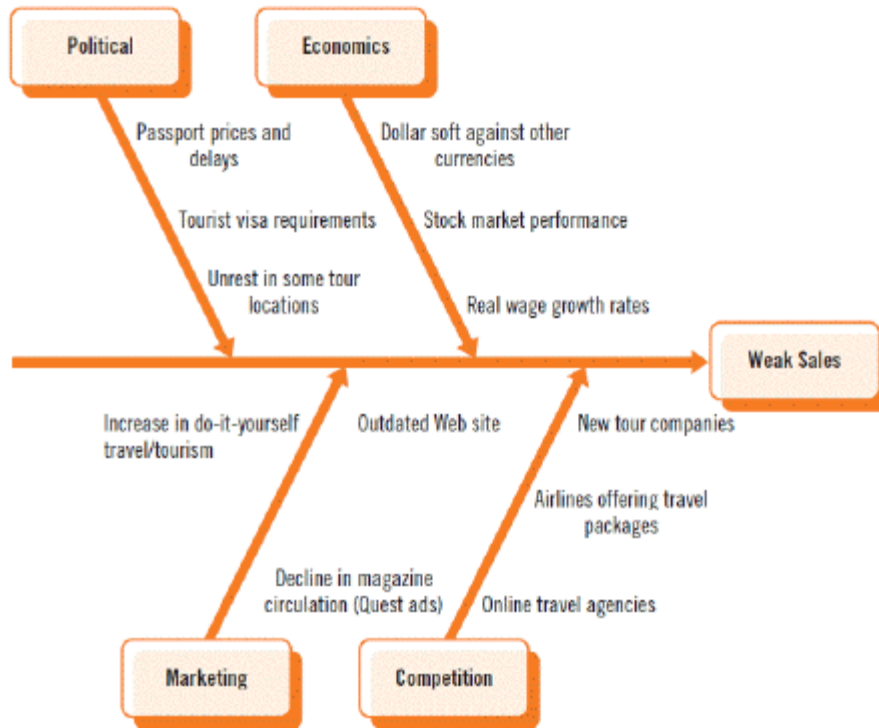 Political
Economics
Passport prices and
delays
Dollar soft against other
currencies
Tourist visa requirements
Stock market performance
Unrest in some tour
locations
Real wage growth rates
Weak Sales
Increase in do-it-yourself
travel/tourism
Outdated Web site
New tour companies
Airlines offering travel
packages
Decline in magazine
circulation (Quest ads)
Online travel agencies
Marketing
Competition